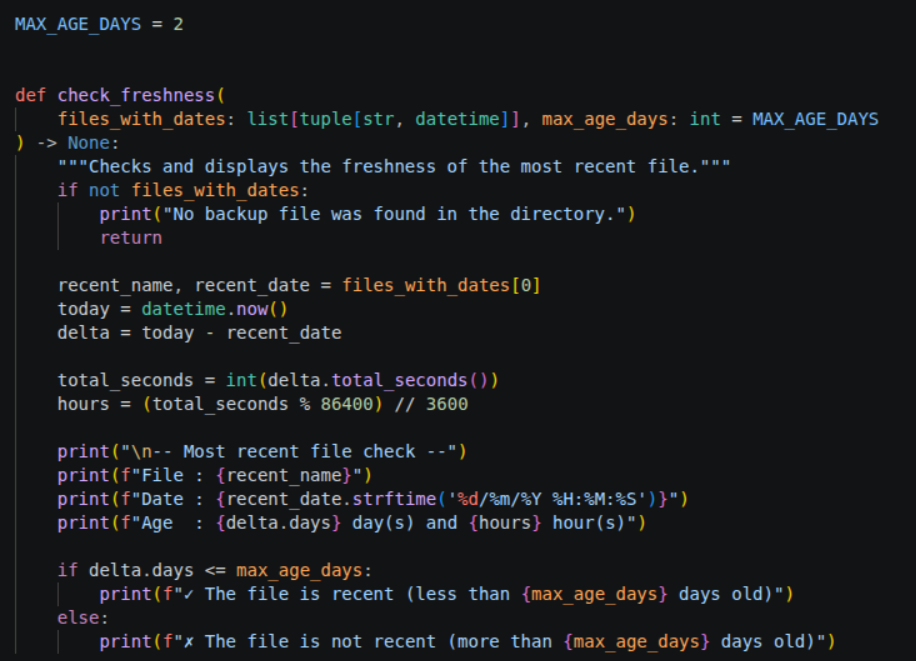 MAX_AGE_DAYS = 2
def check_freshness(
    files_with_dates: list[tuple[str, datetime]], max_age_days: int = MAX_AGE_DAYS
) -> None:
    """Checks and displays the freshness of the most recent file."""
    if not files_with_dates:
        print("No backup file was found in the directory.")
        return
    recent_name, recent_date = files_with_dates[0]
    today = datetime.now()
    delta = today - recent_date
    total_seconds = int(delta.total_seconds())
    hours = (total_seconds % 86400) // 3600
    print("\n-- Most recent file check --")
    print(f"File : {recent_name}")
    print(f"Date : {recent_date.strftime('%d/%m/%Y %H:%M:%S')}")
    print(f"Age  : {delta.days} day(s) and {hours} hour(s)")
    if delta.days <= max_age_days:
        print(f"✓ The file is recent (less than {max_age_days} days old)")
    else:
        print(f"✗ The file is not recent (more than {max_age_days} days old)")